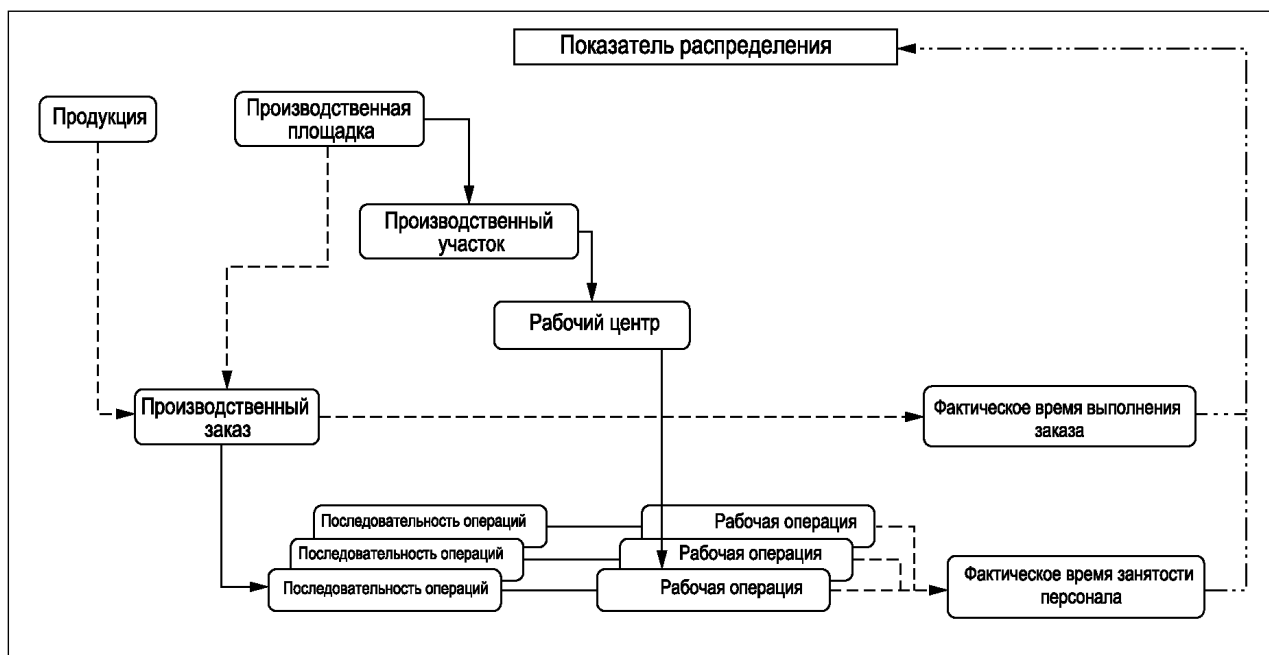 Показатель распределения
Продукция
Производственная
площадка
Производственный
участок
Рабочий центр
Производственный
заказ
Фактическое время выполнения
заказа
Последовательность операций
Рабочая операция
Последовательность операций
Рабочая операция
Последовательность операций
Рабочая операция
Фактическое время занятости
персонала